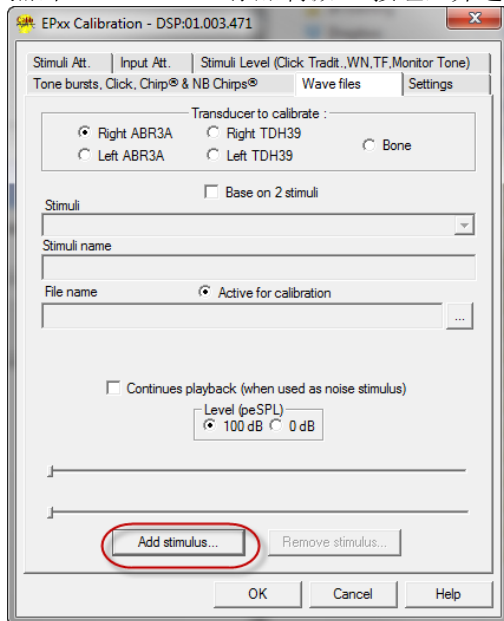 EPxx Calibration - DSP:01.003.471
Stimuli Att. Input Att. Stimuli Level (Click Tradit.,WN,TF,Monitor Tone)
Tone bursts, Click, Chirp® & NB Chirps® Wave files Settings
Transducer to calibrate :
Right ABR3A Right TDH39 Bone
Left ABR3A Left TDH39
Base on 2 stimuli
Stimuli
Stimuli name
File name Active for calibration
...
Continues playback (when used as noise stimulus)
Level (peSPL)
100 dB 0 dB
Add stimulus... Remove stimulus...
OK Cancel Help